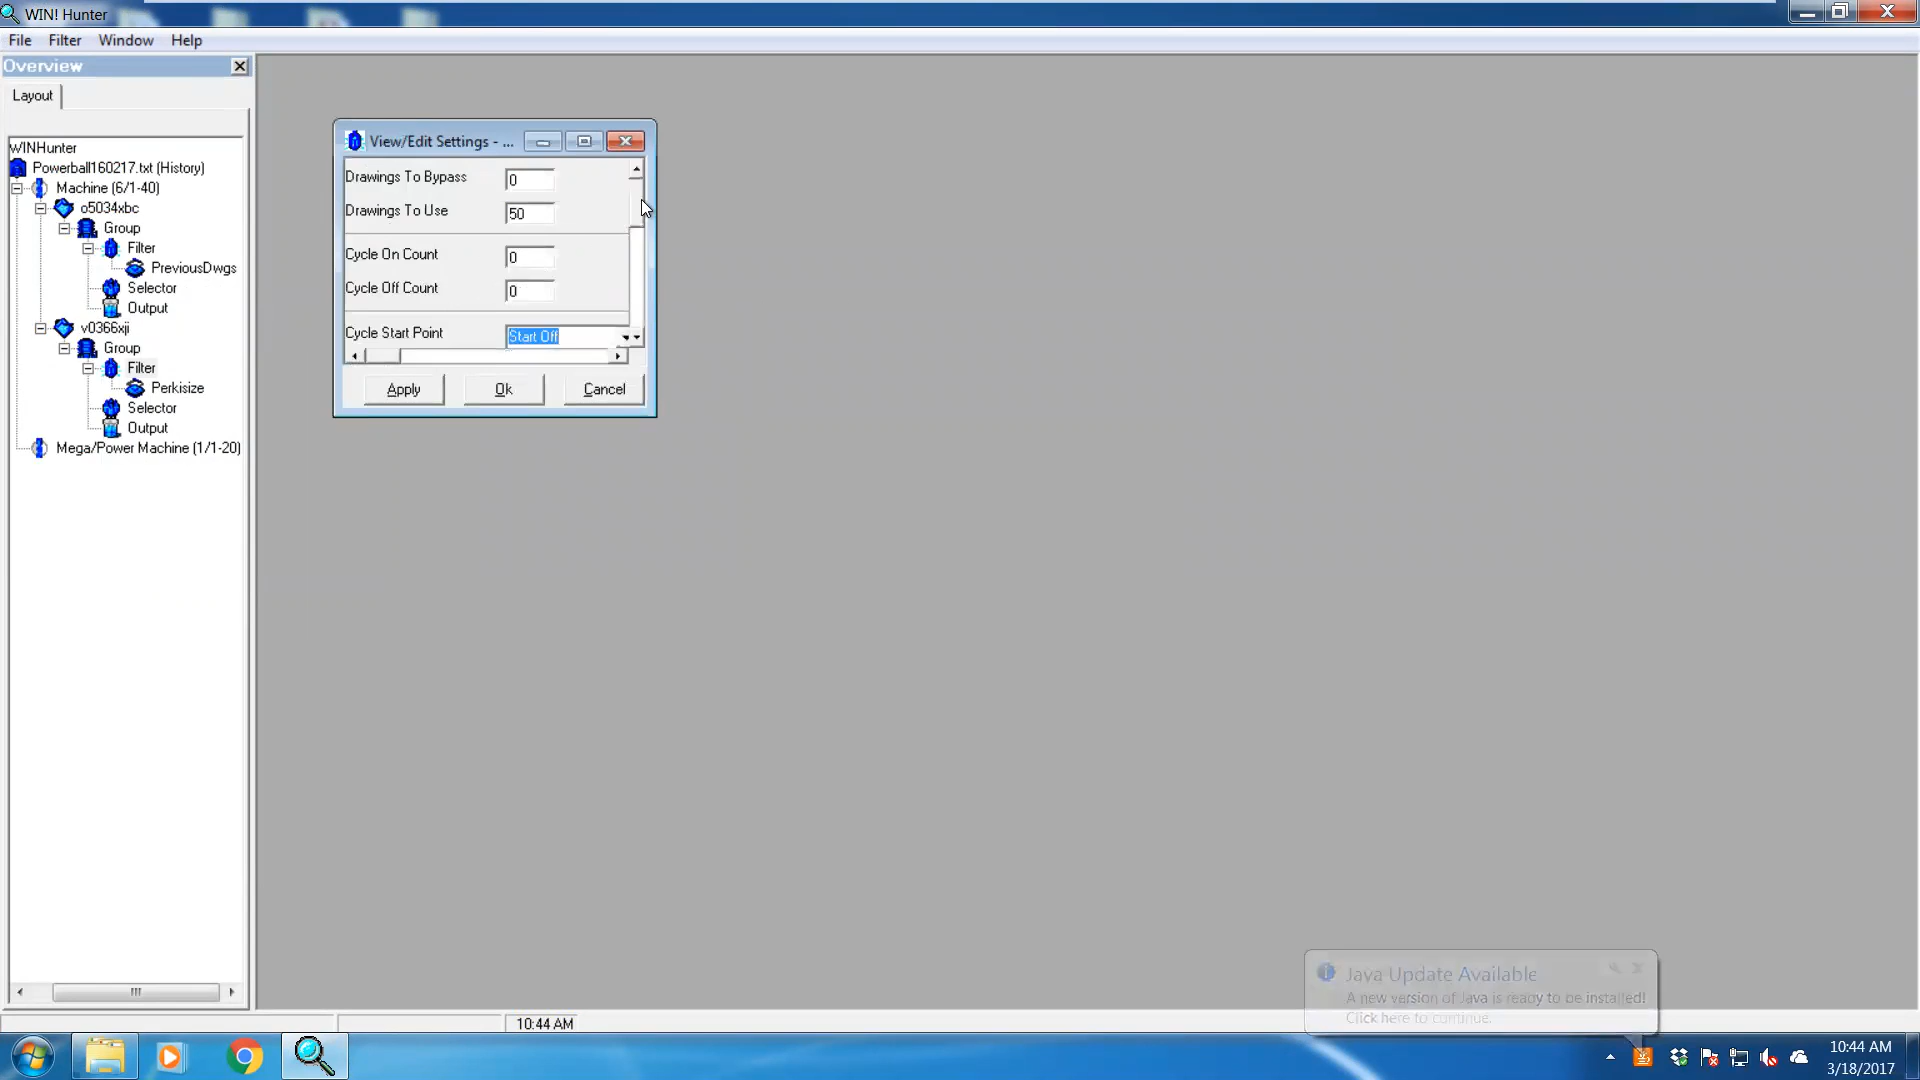 WIN! Hunter
File Filter Window Help
Overview
Layout
WINHunter
Powerball160217.txt (History)
Machine (6/1-40)
o5034xbc
Group
Filter
PreviousDwgs
Selector
Output
v0366xji
Group
Filter
Perkisize
Selector
Output
Mega/Power Machine (1/1-20)
View/Edit Settings - ...
Drawings To Bypass 0
Drawings To Use 50
Cycle On Count 0
Cycle Off Count 0
Cycle Start Point Start Off
Apply Ok Cancel
Java Update Available
A new version of Java is ready to be installed!
Click here to continue.
10:44 AM
10:44 AM
3/18/2017